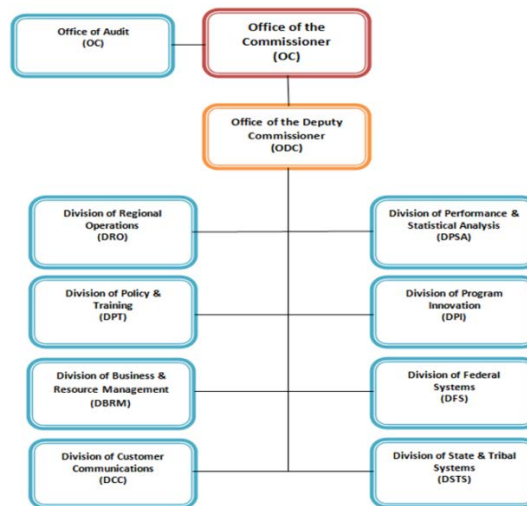 Office of Audit
(OC)
Office of the
Commissioner
(OC)
Office of the Deputy
Commissioner
(ODC)
Division of Regional
Operations
(DRO)
Division of Performance &
Statistical Analysis
(DPSA)
Division of Policy &
Training
(DPT)
Division of Program
Innovation
(DPI)
Division of Business &
Resource Management
(DBRM)
Division of Federal
Systems
(DFS)
Division of Customer
Communications
(DCC)
Division of State & Tribal
Systems
(DSTS)